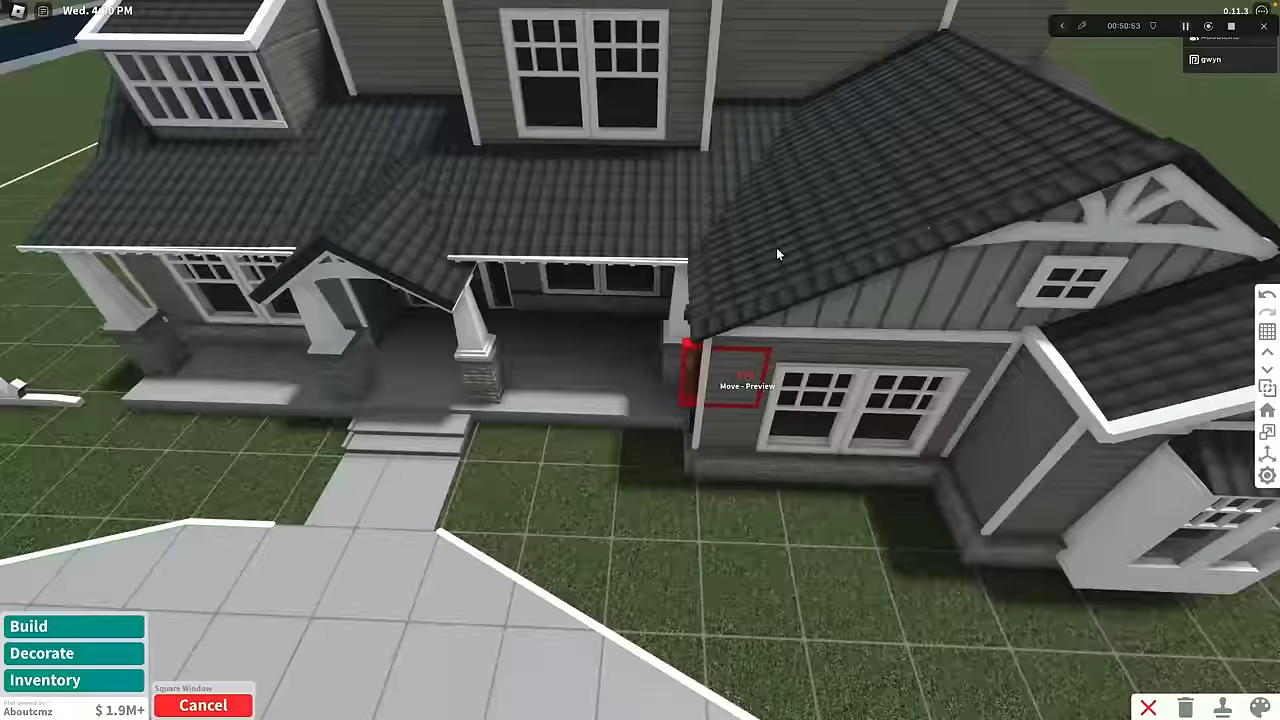 Wed. 4:00 PM
0.11.3
00:50:53
gwyn
Move - Preview
Build
Decorate
Inventory
Square Window
Cancel
Aboutcmz
$ 1.9M+